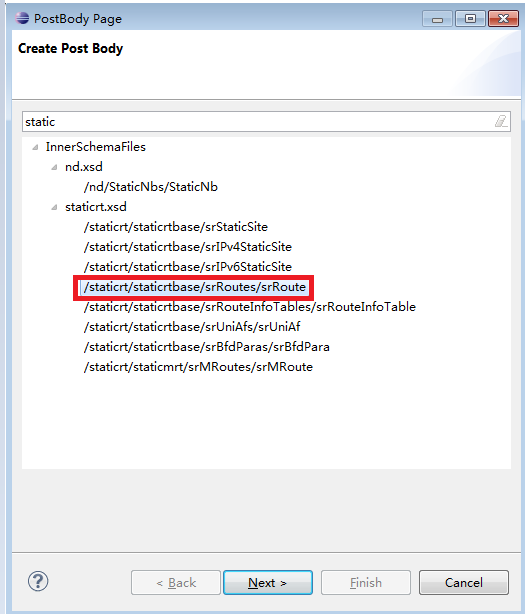 PostBody Page
Create Post Body
static
InnerSchemaFiles
nd.xsd
/nd/StaticNbs/StaticNb
staticrt.xsd
/staticrt/staticrtbase/srStaticSite
/staticrt/staticrtbase/srIPv4StaticSite
/staticrt/staticrtbase/srIPv6StaticSite
/staticrt/staticrtbase/srRoutes/srRoute
/staticrt/staticrtbase/srRouteInfoTables/srRouteInfoTable
/staticrt/staticrtbase/srUniAfs/srUniAf
/staticrt/staticrtbase/srBfdParas/srBfdPara
/staticrt/staticmrt/srMRoutes/srMRoute
?
< Back Next > Finish Cancel